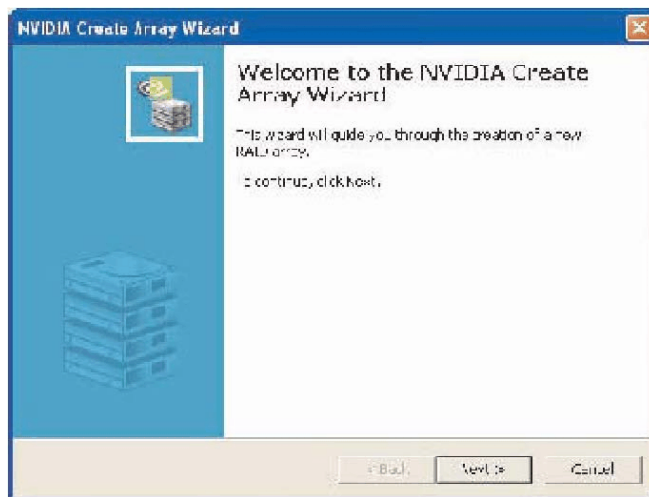 NVIDIA Create Array Wizard
Welcome to the NVIDIA Create
Array Wizard
This wizard will guide you through the creation of a new
RAID array.
To continue, click Next.
< Back
Next >
Cancel